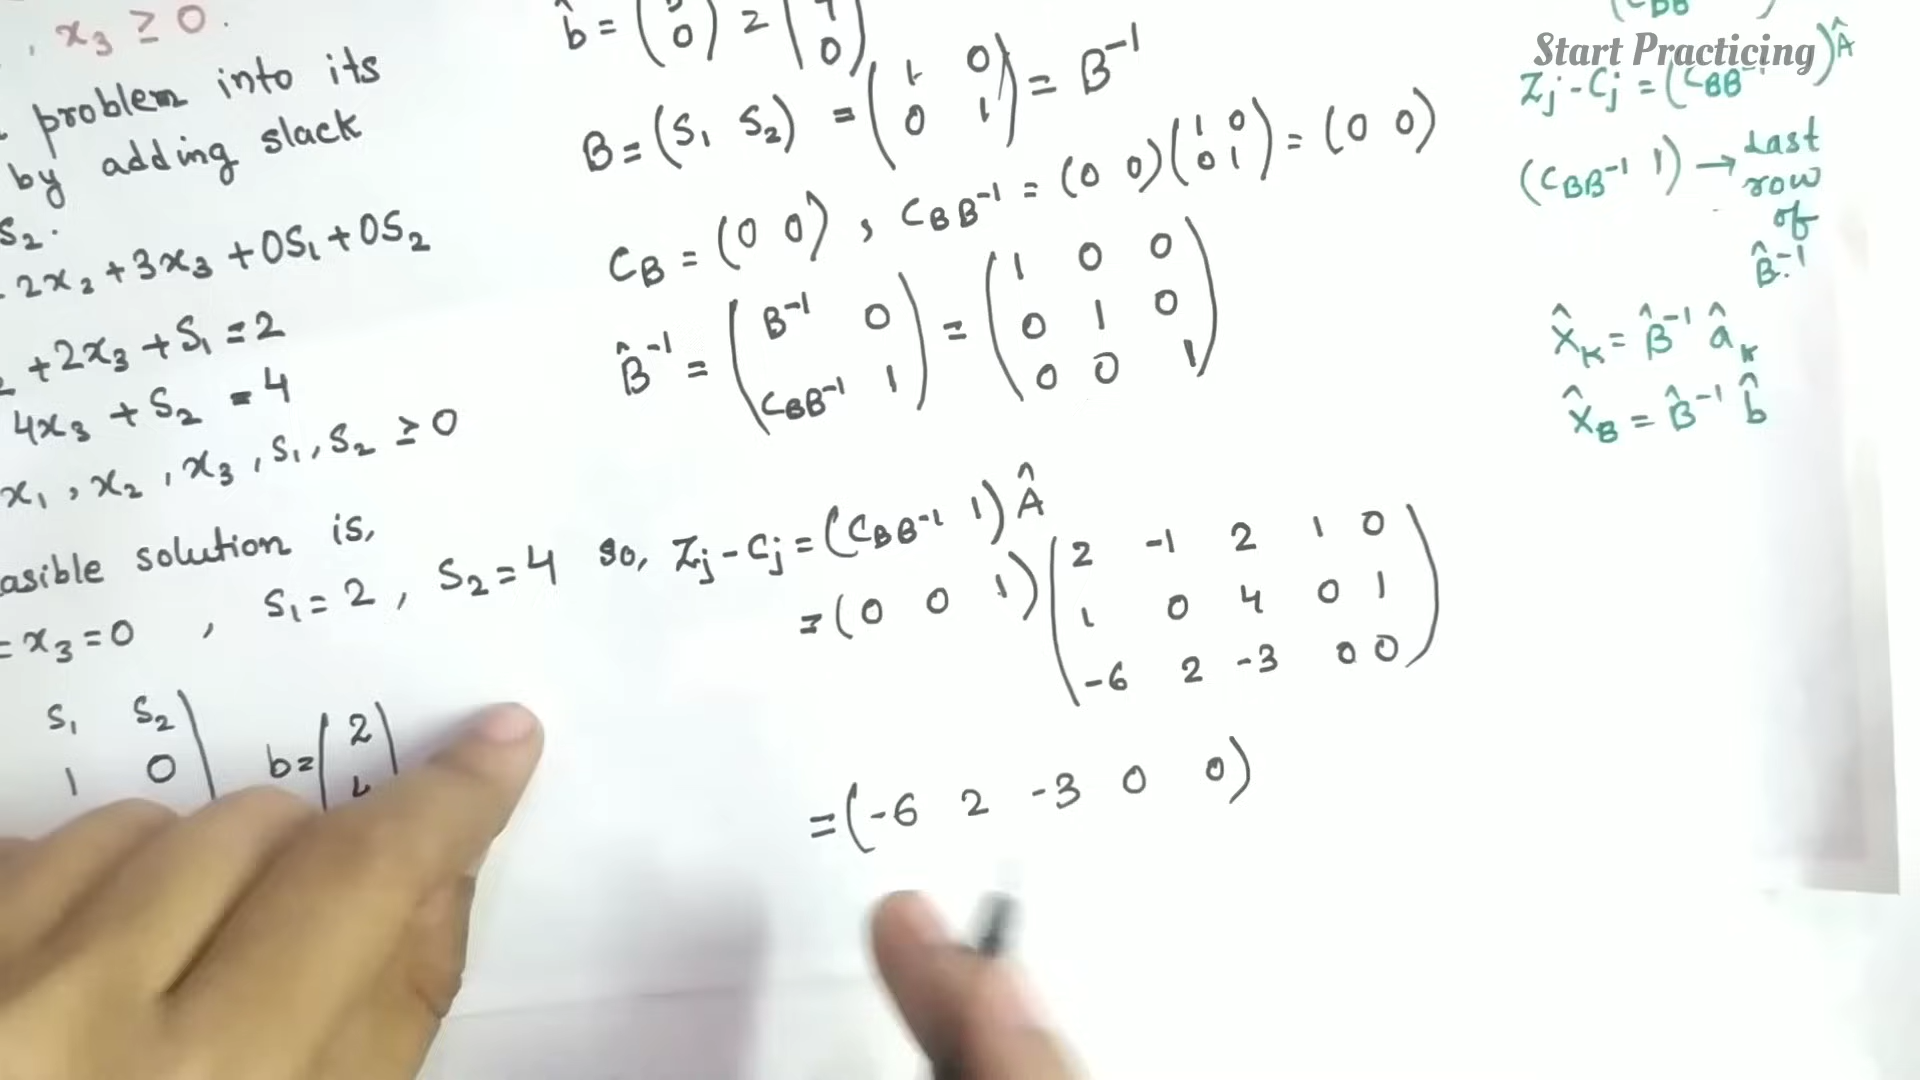 , x₃ ≥ 0.
problem into its
by adding slack
S₂.
2x₂ + 3x₃ + 0S₁ + 0S₂
+ 2x₃ + S₁ = 2
4x₃ + S₂ = 4
x₁, x₂, x₃, S₁, S₂ ≥ 0
asible solution is,
= x₃ = 0 , S₁ = 2, S₂ = 4
S₁ S₂
1 0
b = (2
b̂ =
0 0
B = (S₁ S₂) = (1 0
0 1) = B⁻¹
C_B = (0 0), C_B B⁻¹ = (0 0)(1 0
0 1) = (0 0)
B̂⁻¹ = (B⁻¹ 0
C_B B⁻¹ 1) = (1 0 0
0 1 0
0 0 1)
So, Zj - Cj = (C_B B⁻¹ 1) Â
= (0 0 1) (2 -1 2 1 0
1 0 4 0 1
-6 2 -3 0 0)
= (-6 2 -3 0 0)
Start Practicing
Zj - Cj = (C_B B⁻¹ 1) Â
(C_B B⁻¹ 1) → Last
row
of
B̂⁻¹.
X̂_K = B̂⁻¹ â_K
X̂_B = B̂⁻¹ b̂